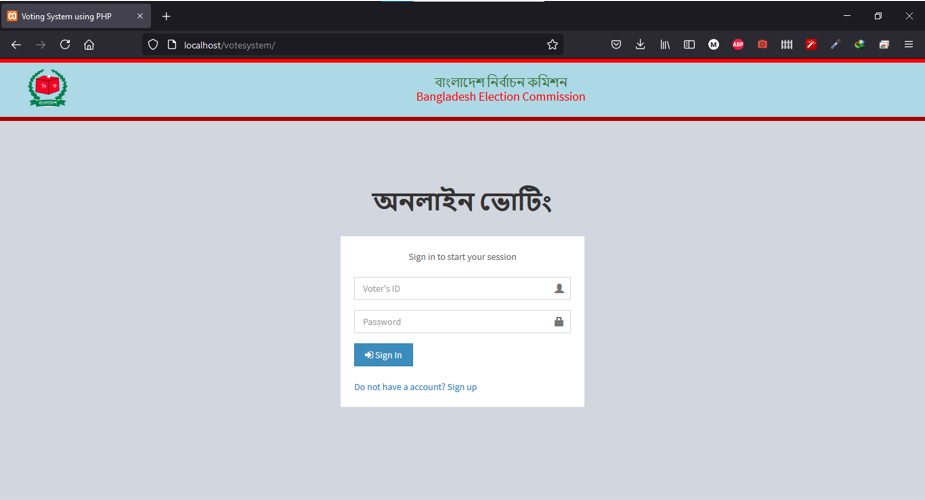 Voting System using PHP
localhost/votesystem/
বাংলাদেশ নির্বাচন কমিশন
Bangladesh Election Commission
অনলাইন ভোটিং
Sign in to start your session
Voter's ID
Password
Sign In
Do not have a account? Sign up